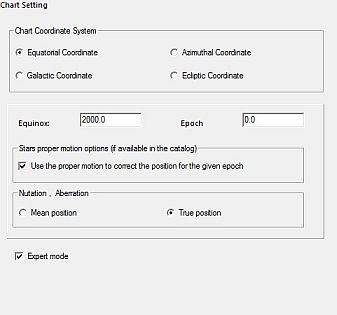 Chart Setting
Chart Coordinate System
Equatorial Coordinate Azimuthal Coordinate
Galactic Coordinate Ecliptic Coordinate
Equinox: 2000.0 Epoch 0.0
Stars proper motion options (if available in the catalog)
Use the proper motion to correct the position for the given epoch
Nutation , Aberration
Mean position True position
Expert mode